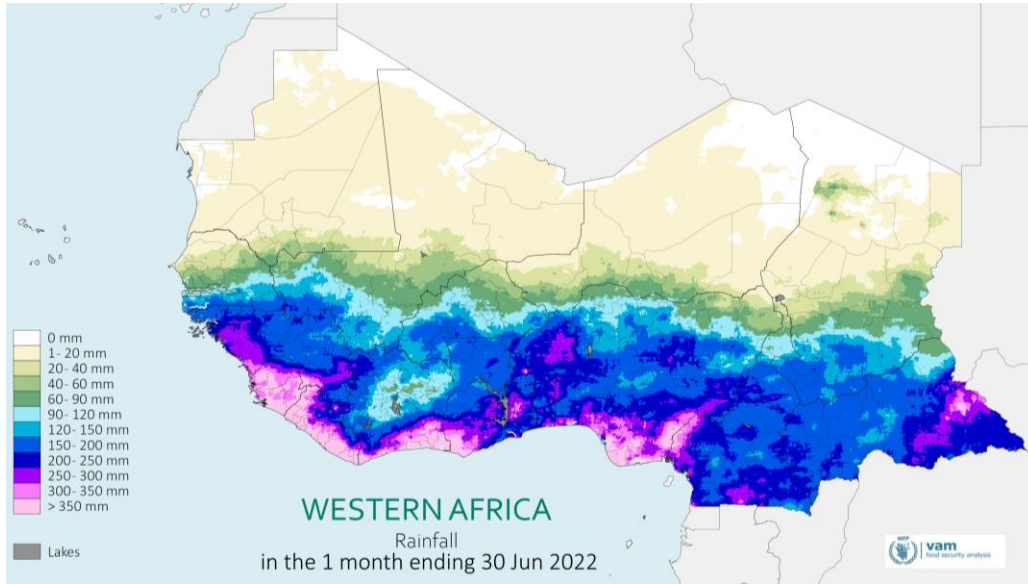 0 mm
1- 20 mm
20- 40 mm
40- 60 mm
60- 90 mm
90- 120 mm
120- 150 mm
150- 200 mm
200- 250 mm
250- 300 mm
300- 350 mm
> 350 mm
Lakes
WESTERN AFRICA
Rainfall
in the 1 month ending 30 Jun 2022
WFP
vam
food security analysis